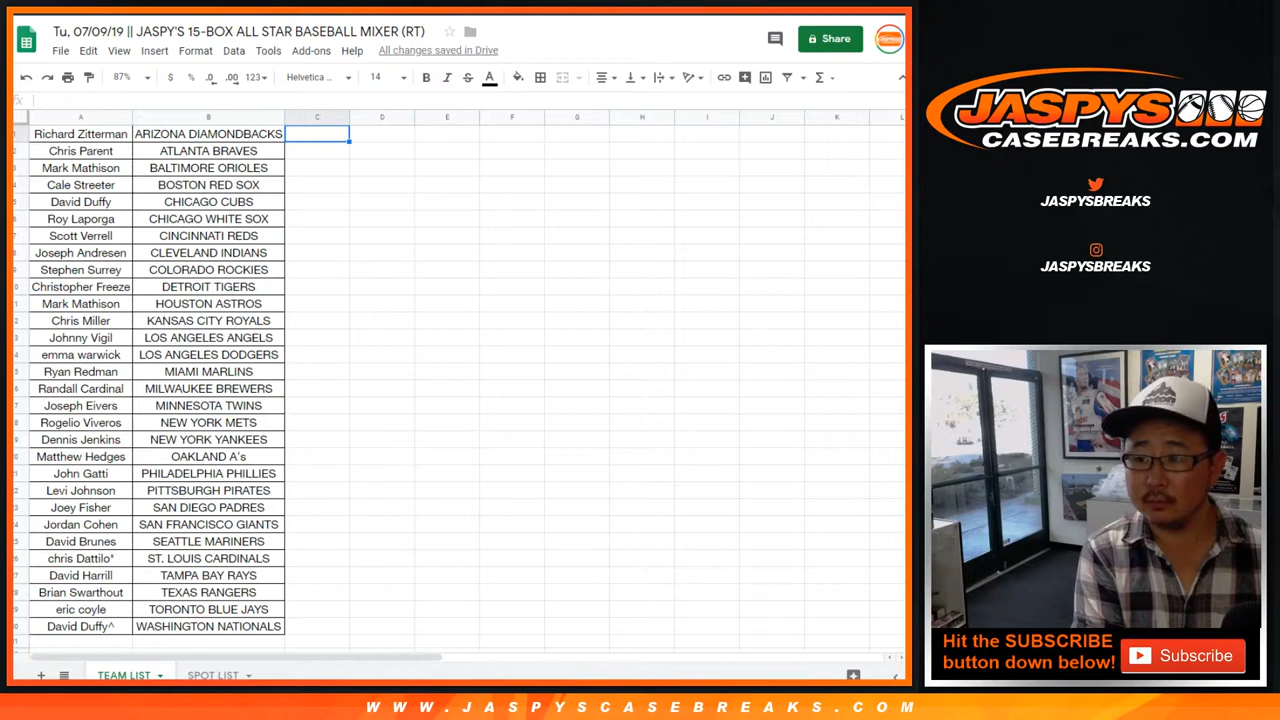 Tu, 07/09/19 || JASPY'S 15-BOX ALL STAR BASEBALL MIXER (RT)
File Edit View Insert Format Data Tools Add-ons Help All changes saved in Drive
Share
87% $ % .0 .00 123 Helvetica... 14 B I S A
fx
A B C D E F G H I J K L
Richard Zitterman ARIZONA DIAMONDBACKS
Chris Parent ATLANTA BRAVES
Mark Mathison BALTIMORE ORIOLES
Cale Streeter BOSTON RED SOX
David Duffy CHICAGO CUBS
Roy Laporga CHICAGO WHITE SOX
Scott Verrell CINCINNATI REDS
Joseph Andresen CLEVELAND INDIANS
Stephen Surrey COLORADO ROCKIES
Christopher Freeze DETROIT TIGERS
Mark Mathison HOUSTON ASTROS
Chris Miller KANSAS CITY ROYALS
Johnny Vigil LOS ANGELES ANGELS
emma warwick LOS ANGELES DODGERS
Ryan Redman MIAMI MARLINS
Randall Cardinal MILWAUKEE BREWERS
Joseph Eivers MINNESOTA TWINS
Rogelio Viveros NEW YORK METS
Dennis Jenkins NEW YORK YANKEES
Matthew Hedges OAKLAND A's
John Gatti PHILADELPHIA PHILLIES
Levi Johnson PITTSBURGH PIRATES
Joey Fisher SAN DIEGO PADRES
Jordan Cohen SAN FRANCISCO GIANTS
David Brunes SEATTLE MARINERS
chris Dattilo* ST. LOUIS CARDINALS
David Harrill TAMPA BAY RAYS
Brian Swarthout TEXAS RANGERS
eric coyle TORONTO BLUE JAYS
David Duffy^ WASHINGTON NATIONALS
TEAM LIST SPOT LIST
JASPYS
CASEBREAKS.COM
JASPYSBREAKS
JASPYSBREAKS
Hit the SUBSCRIBE
button down below!
Subscribe
WWW.JASPYSCASEBREAKS.COM